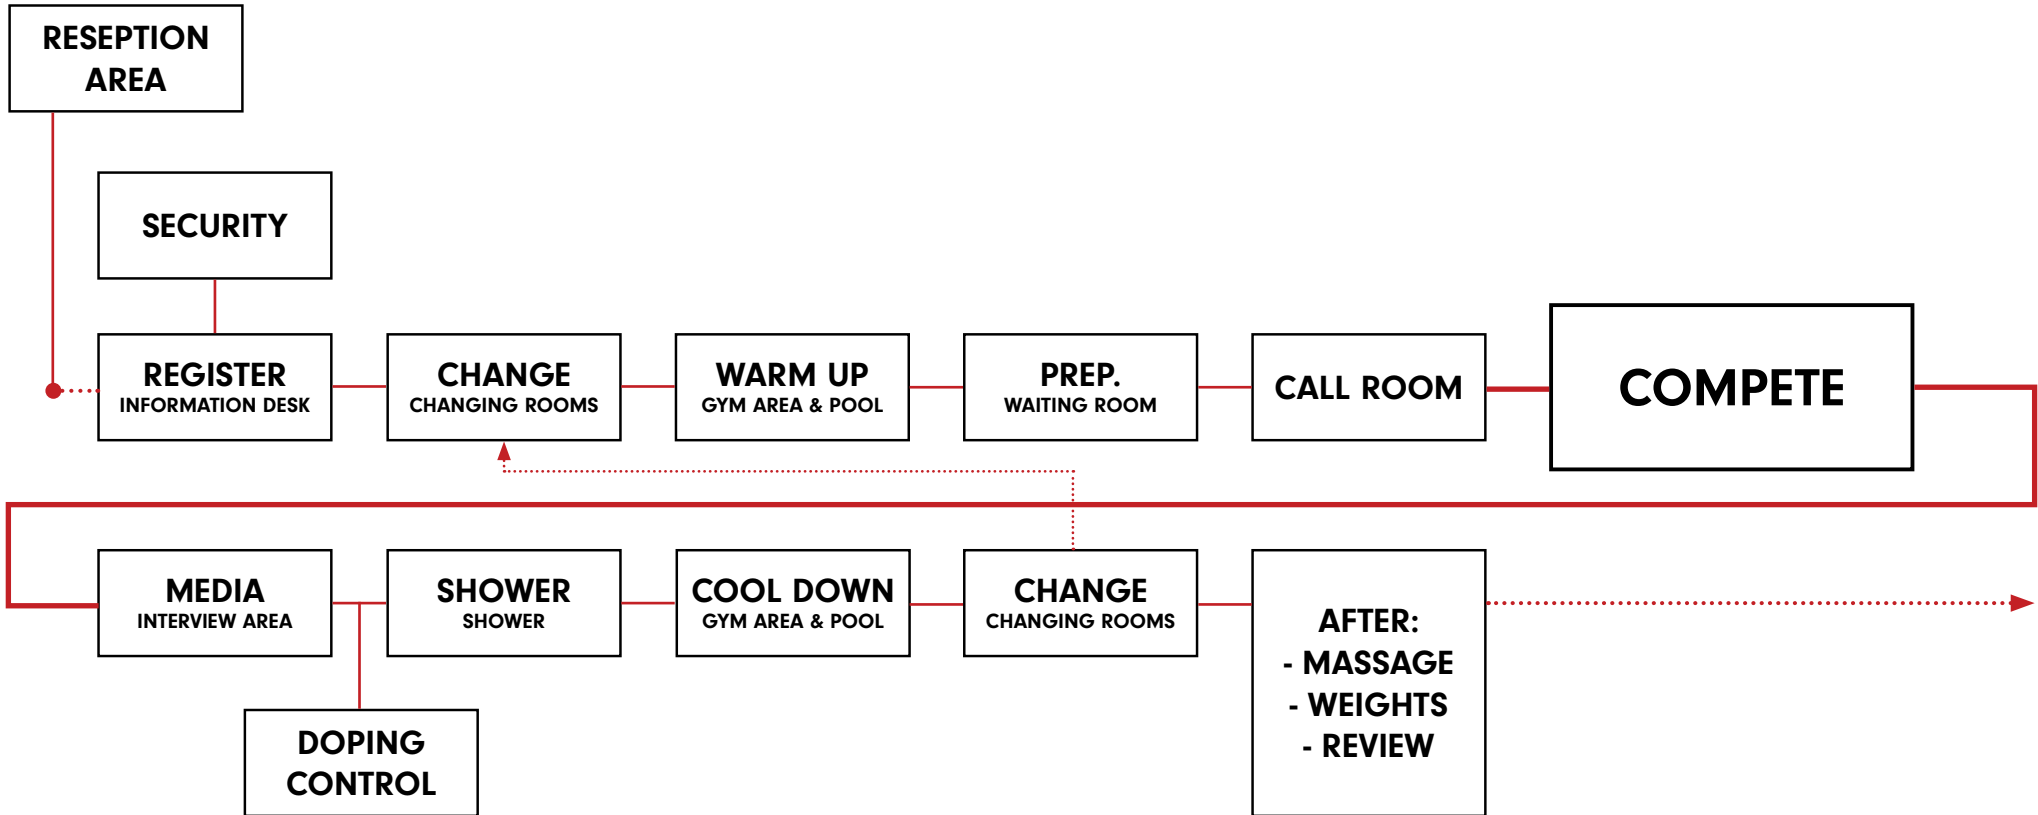 RESEPTION
AREA
SECURITY
REGISTER
INFORMATION DESK
CHANGE
CHANGING ROOMS
WARM UP
GYM AREA & POOL
PREP.
WAITING ROOM
CALL ROOM
COMPETE
MEDIA
INTERVIEW AREA
SHOWER
SHOWER
COOL DOWN
GYM AREA & POOL
CHANGE
CHANGING ROOMS
AFTER:
- MASSAGE
- WEIGHTS
- REVIEW
DOPING
CONTROL